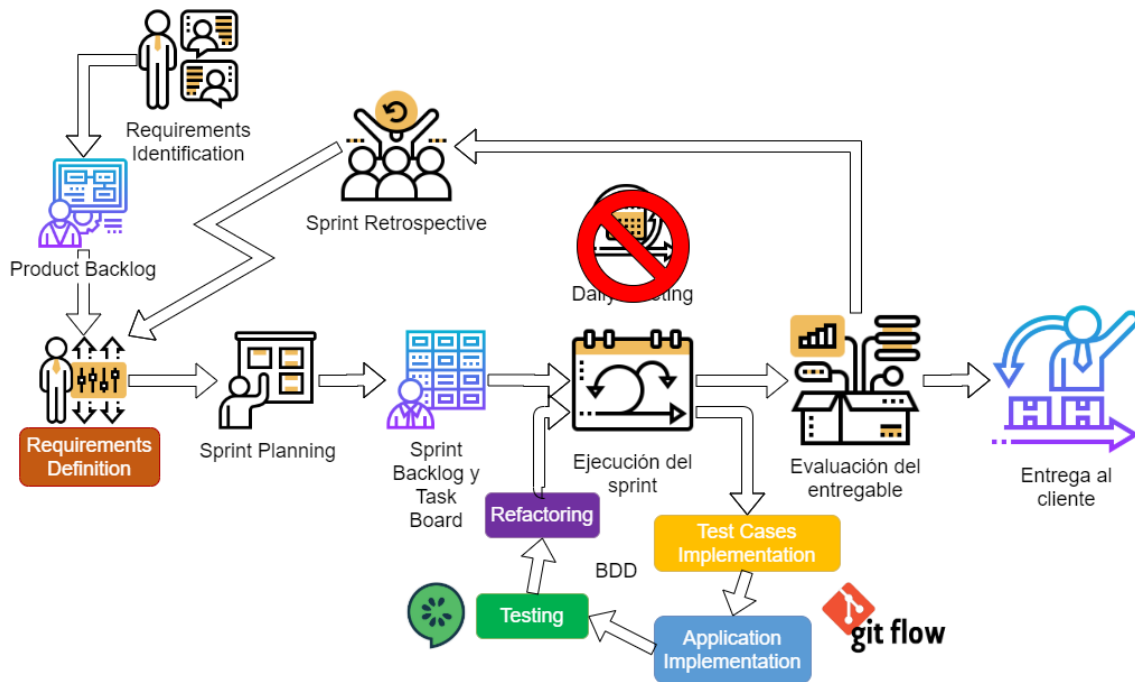 Requirements
Identification
Sprint Retrospective
Product Backlog
Requirements
Definition
Sprint Planning
Sprint
Backlog y
Task
Board
Ejecución del
sprint
Evaluación del
entregable
Entrega al
cliente
Refactoring
Test Cases
Implementation
BDD
Testing
Application
Implementation
git flow